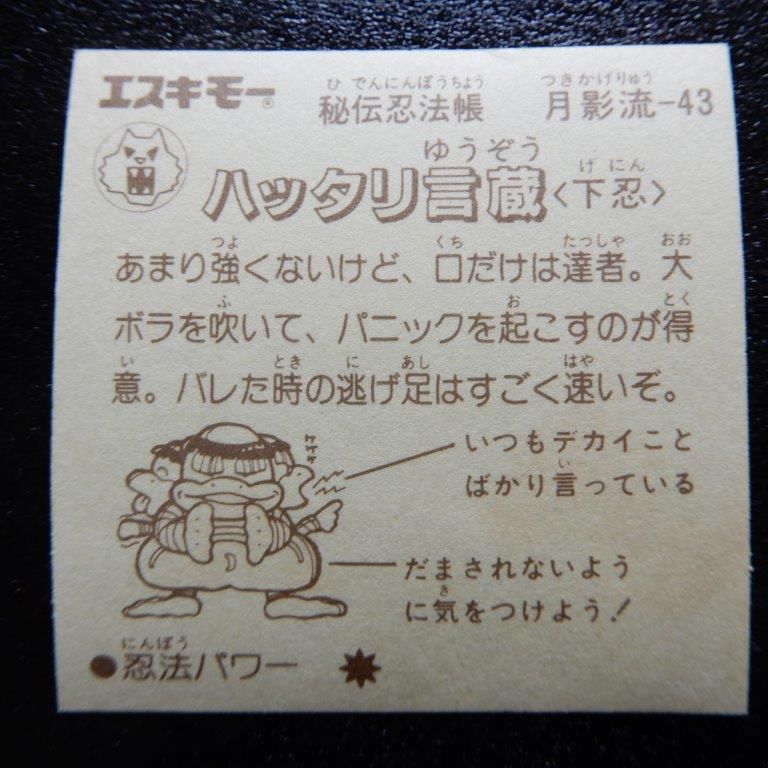 エスキモー® 秘伝忍法帳 月影流-43
ひでんにんぽうちょう つきかげりゅう
ゆうぞう げにん
ハッタリ言蔵〈下忍〉
つよ くち たっしゃ おお
あまり強くないけど、口だけは達者。大
ふ お とく
ボラを吹いて、パニックを起こすのが得
い とき に あし はや
意。バレた時の逃げ足はすごく速いぞ。
いつもデカイこと
い
ばかり言っている
だまされないよう
き
に気をつけよう!
にんぽう
●忍法パワー